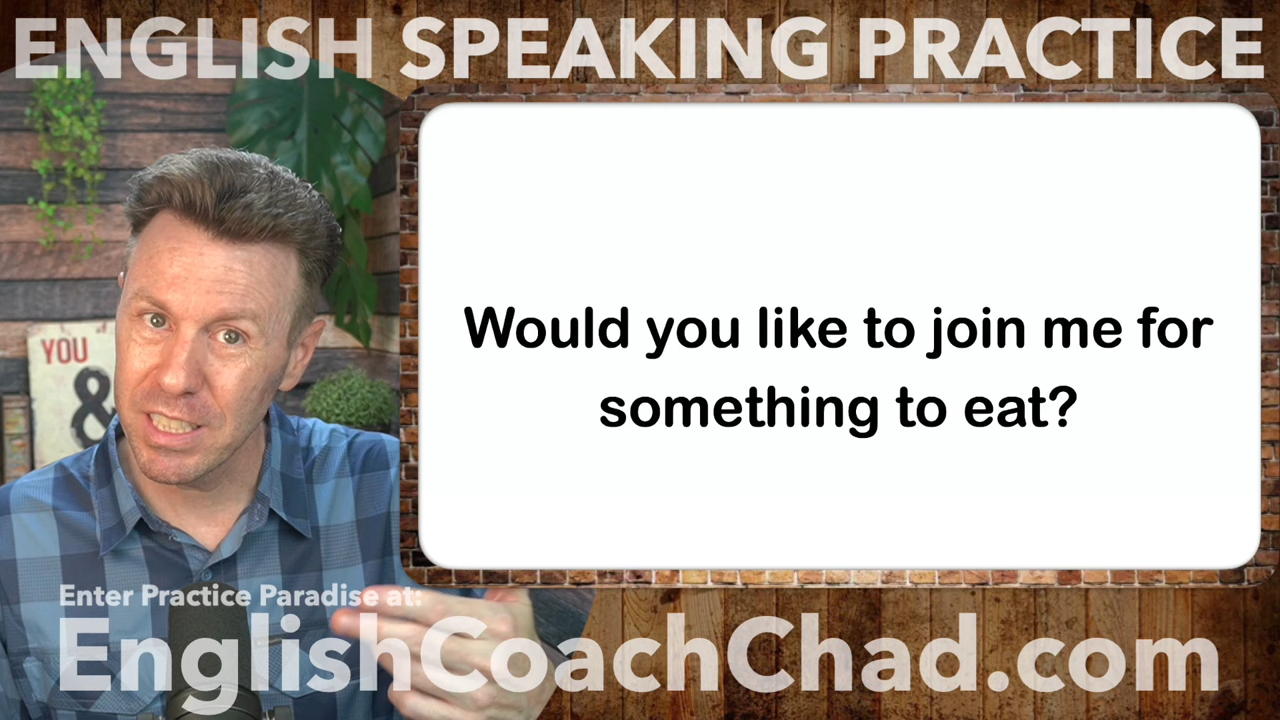 ENGLISH SPEAKING PRACTICE
YOU
&
Would you like to join me for
something to eat?
Enter Practice Paradise at:
EnglishCoachChad.com